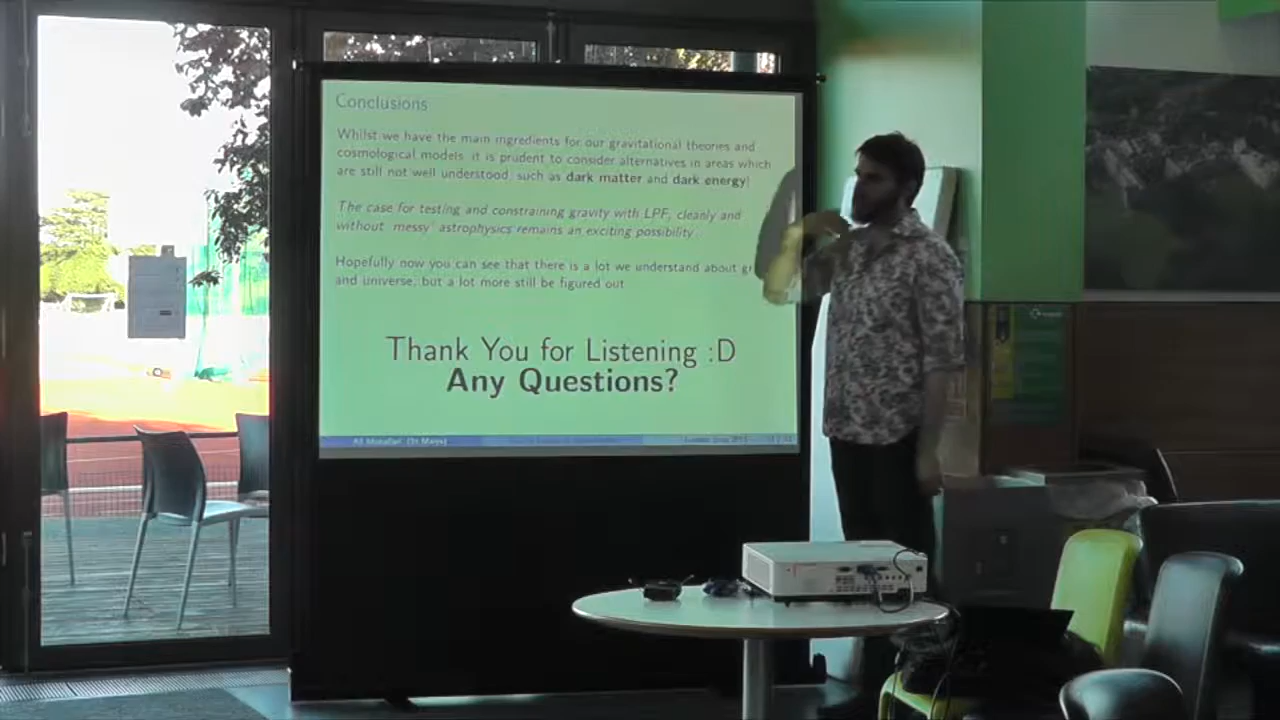 Conclusions
Whilst we have the main ingredients for our gravitational theories and
cosmological models, it is prudent to consider alternatives in areas which
are still not well understood, such as dark matter and dark energy!
The case for testing and constraining gravity with LPF, cleanly and
without 'messy' astrophysics remains an exciting possibility.
Hopefully now you can see that there is a lot we understand about gr
and universe, but a lot more still be figured out
Thank You for Listening :D
Any Questions?